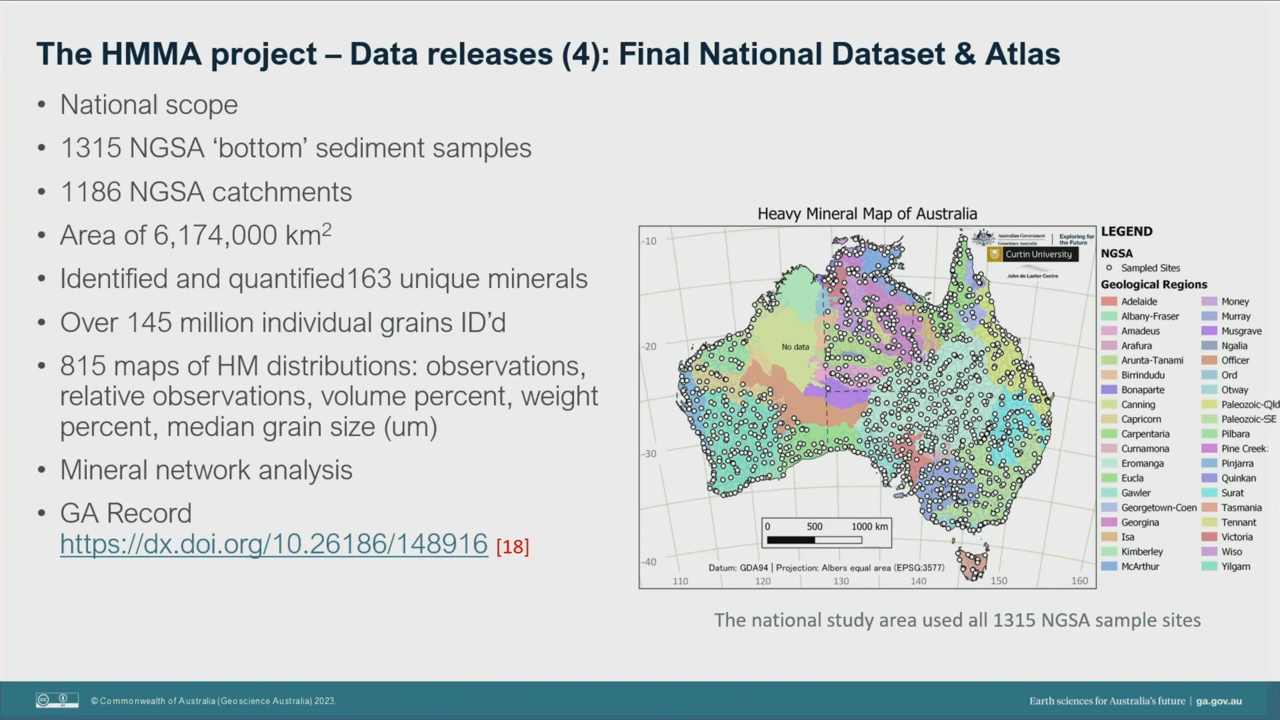 The HMMA project – Data releases (4): Final National Dataset & Atlas
• National scope
• 1315 NGSA ‘bottom’ sediment samples
• 1186 NGSA catchments
• Area of 6,174,000 km²
• Identified and quantified163 unique minerals
• Over 145 million individual grains ID’d
• 815 maps of HM distributions: observations,
relative observations, volume percent, weight
percent, median grain size (um)
• Mineral network analysis
• GA Record
https://dx.doi.org/10.26186/148916 [18]
Heavy Mineral Map of Australia
-10
-20
-30
-40
110 120 130 140 150 160
No data
Australian Government
Geoscience Australia
Exploring for
the Future
Curtin University
John de Laeter Centre
0 500 1000 km
Datum: GDA94 | Projection: Albers equal area (EPSG:3577)
LEGEND
NGSA
Sampled Sites
Geological Regions
Adelaide
Albany-Fraser
Amadeus
Arafura
Arunta-Tanami
Birrindudu
Bonaparte
Canning
Capricorn
Carpentaria
Curnamona
Eromanga
Eucla
Gawler
Georgetown-Coen
Georgina
Isa
Kimberley
McArthur
Money
Murray
Musgrave
Ngalia
Officer
Ord
Otway
Paleozoic-Qld
Paleozoic-SE
Pilbara
Pine Creek
Pinjarra
Quinkan
Surat
Tasmania
Tennant
Victoria
Wiso
Yilgarn
The national study area used all 1315 NGSA sample sites
© Commonwealth of Australia (Geoscience Australia) 2023.
Earth sciences for Australia’s future | ga.gov.au